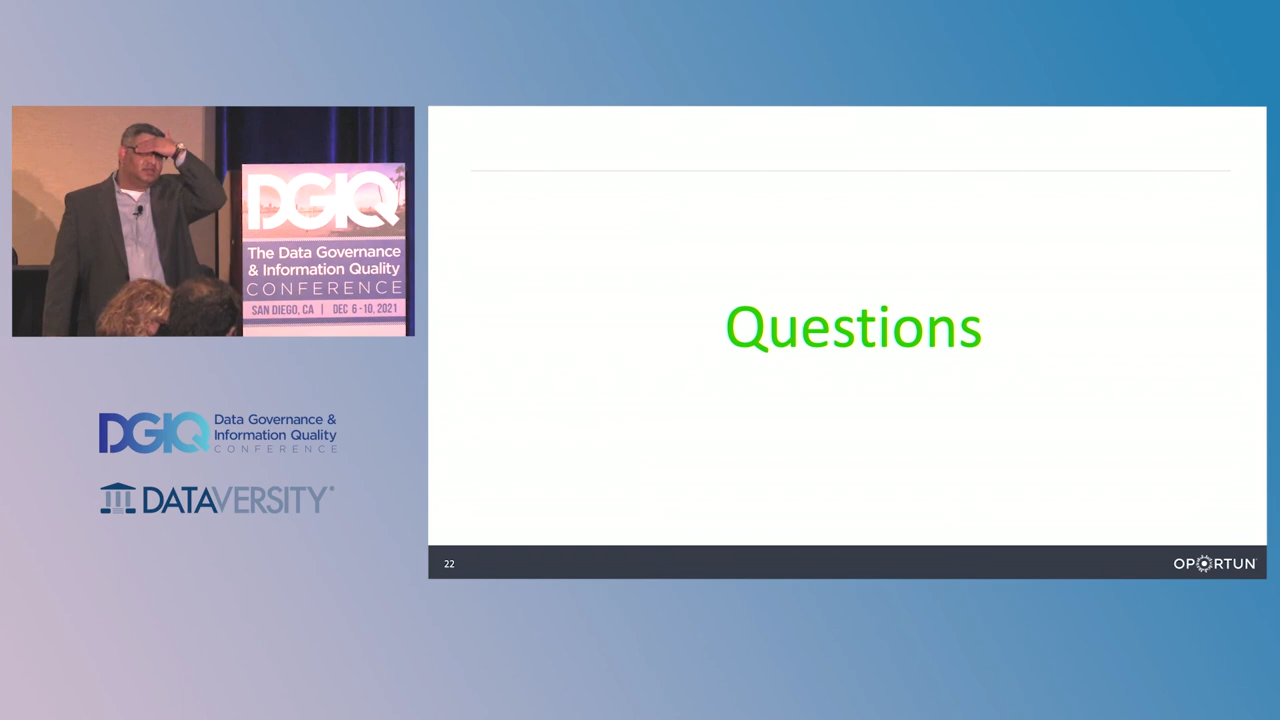 DGIQ
The Data Governance
& Information Quality
CONFERENCE
SAN DIEGO, CA | DEC 6-10, 2021
DGIQ
Data Governance &
Information Quality
CONFERENCE
DATAVERSITY
Questions
22
OPORTUN